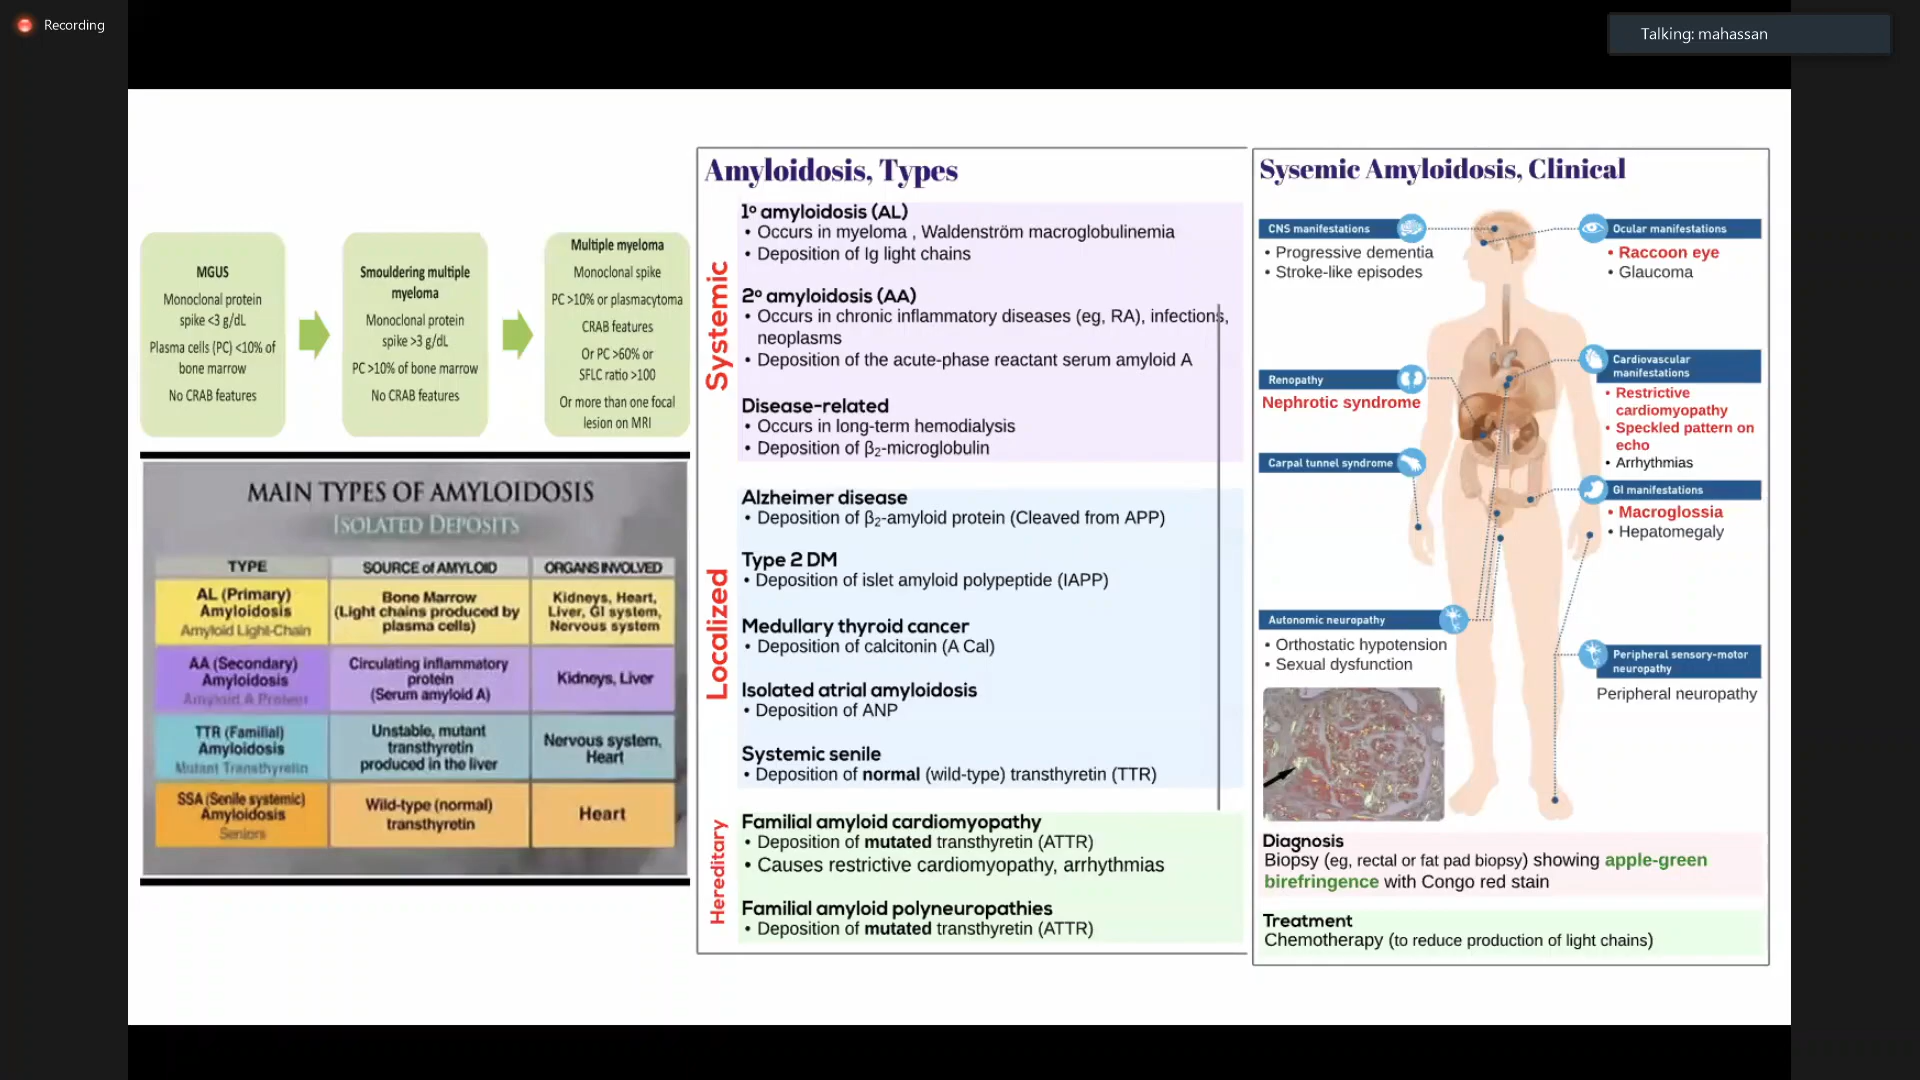 Recording
Talking: mahassan
MGUS
Monoclonal protein
spike <3 g/dL
Plasma cells (PC) <10% of
bone marrow
No CRAB features
Smouldering multiple
myeloma
Monoclonal protein
spike >3 g/dL
PC >10% of bone marrow
No CRAB features
Multiple myeloma
Monoclonal spike
PC >10% or plasmacytoma
CRAB features
Or PC >60% or
SFLC ratio >100
Or more than one focal
lesion on MRI
MAIN TYPES OF AMYLOIDOSIS
ISOLATED DEPOSITS
TYPE
SOURCE of AMYLOID
ORGANS INVOLVED
AL (Primary)
Amyloidosis
Amyloid Light-Chain
Bone Marrow
(Light chains produced by
plasma cells)
Kidneys, Heart,
Liver, GI system,
Nervous system
AA (Secondary)
Amyloidosis
Amyloid A Protein
Circulating inflammatory
protein
(Serum amyloid A)
Kidneys, Liver
TTR (Familial)
Amyloidosis
Mutant Transthyretin
Unstable, mutant
transthyretin
produced in the liver
Nervous system,
Heart
SSA (Senile systemic)
Amyloidosis
Seniors
Wild-type (normal)
transthyretin
Heart
Amyloidosis, Types
Systemic
1º amyloidosis (AL)
• Occurs in myeloma , Waldenström macroglobulinemia
• Deposition of Ig light chains
2º amyloidosis (AA)
• Occurs in chronic inflammatory diseases (eg, RA), infections,
neoplasms
• Deposition of the acute-phase reactant serum amyloid A
Disease-related
• Occurs in long-term hemodialysis
• Deposition of β₂-microglobulin
Localized
Alzheimer disease
• Deposition of β₂-amyloid protein (Cleaved from APP)
Type 2 DM
• Deposition of islet amyloid polypeptide (IAPP)
Medullary thyroid cancer
• Deposition of calcitonin (A Cal)
Isolated atrial amyloidosis
• Deposition of ANP
Systemic senile
• Deposition of normal (wild-type) transthyretin (TTR)
Hereditary
Familial amyloid cardiomyopathy
• Deposition of mutated transthyretin (ATTR)
• Causes restrictive cardiomyopathy, arrhythmias
Familial amyloid polyneuropathies
• Deposition of mutated transthyretin (ATTR)
Sysemic Amyloidosis, Clinical
CNS manifestations
• Progressive dementia
• Stroke-like episodes
Ocular manifestations
• Raccoon eye
• Glaucoma
Renopathy
Nephrotic syndrome
Cardiovascular
manifestations
• Restrictive
cardiomyopathy
• Speckled pattern on
echo
• Arrhythmias
Carpal tunnel syndrome
GI manifestations
• Macroglossia
• Hepatomegaly
Autonomic neuropathy
• Orthostatic hypotension
• Sexual dysfunction
Peripheral sensory-motor
neuropathy
Peripheral neuropathy
Diagnosis
Biopsy (eg, rectal or fat pad biopsy) showing apple-green
birefringence with Congo red stain
Treatment
Chemotherapy (to reduce production of light chains)